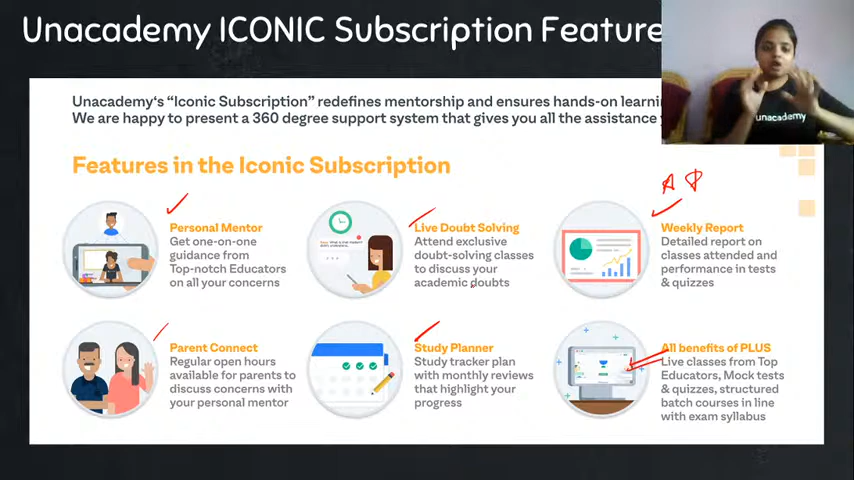 Unacademy ICONIC Subscription Feature
unacademy
Unacademy's "Iconic Subscription" redefines mentorship and ensures hands-on
We are happy to present a 360 degree support system that gives you all the assistance
Features in the Iconic Subscription
A
Personal Mentor
Get one-on-one
guidance from
Top-notch Educators
on all your concerns
Live Doubt Solving
Attend exclusive
doubt-solving classes
to discuss your
academic doubts
Weekly Report
Detailed report on
classes attended and
performance in tests
& quizzes
Parent Connect
Regular open hours
available for parents to
discuss concerns with
your personal mentor
Study Planner
Study tracker plan
with monthly reviews
that highlight your
progress
All benefits of PLUS
Live classes from Top
Educators, Mock tests
& quizzes, structured
batch courses in line
with exam syllabus